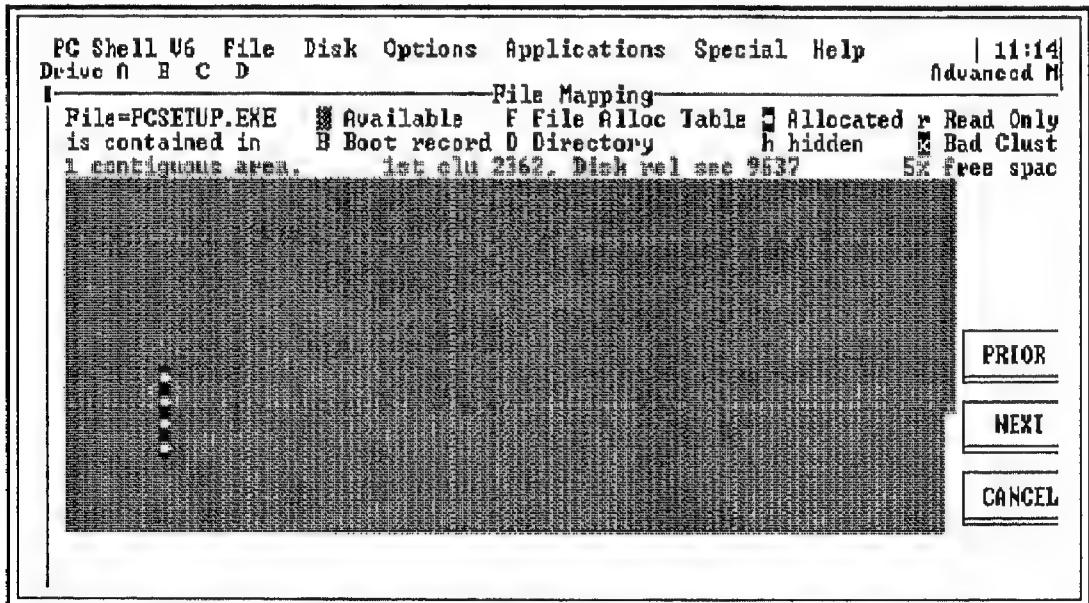 PC Shell V6 File Disk Options Applications Special Help 11:14
Drive A B C D Advanced M
File Mapping
File=PCSETUP.EXE Available F File Alloc Table Allocated r Read Only
is contained in B Boot record D Directory h hidden x Bad Clust
1 contiguous area. 1st clu 2362, Disk rel sec 9637 5% free spac
PRIOR
NEXT
CANCEL